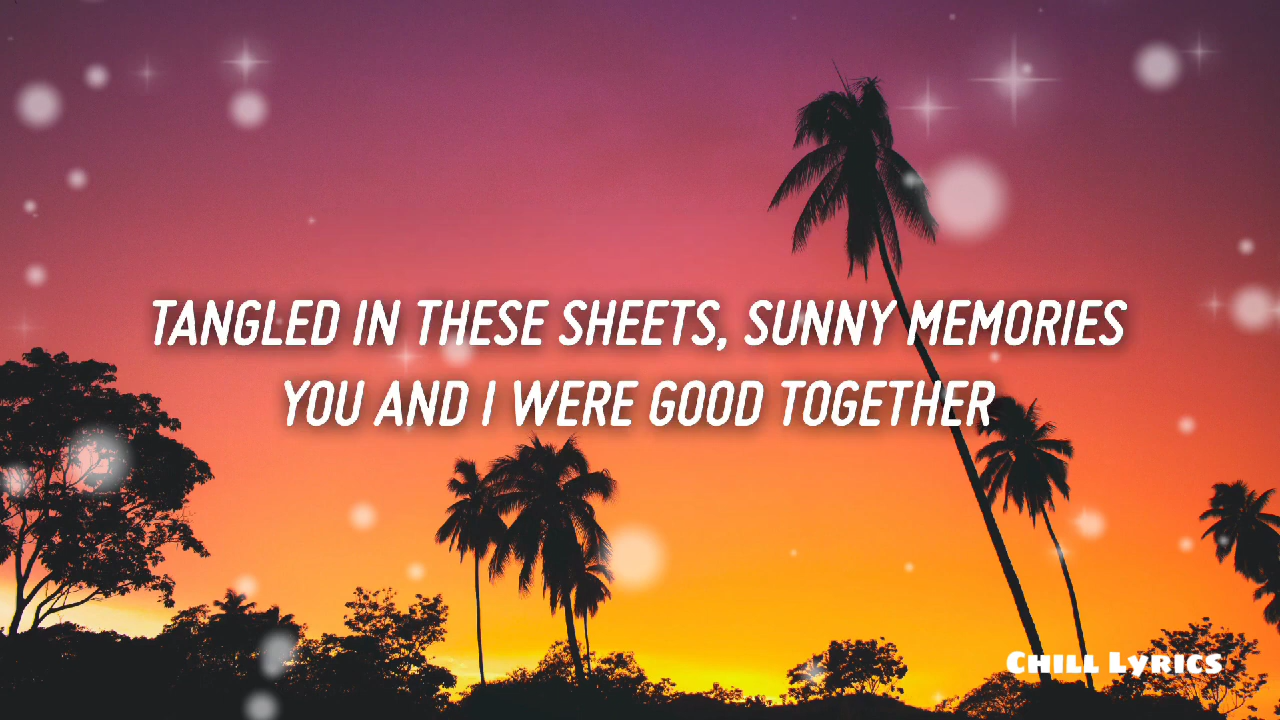 TANGLED IN THESE SHEETS, SUNNY MEMORIES
YOU AND I WERE GOOD TOGETHER
CHILL LYRICS